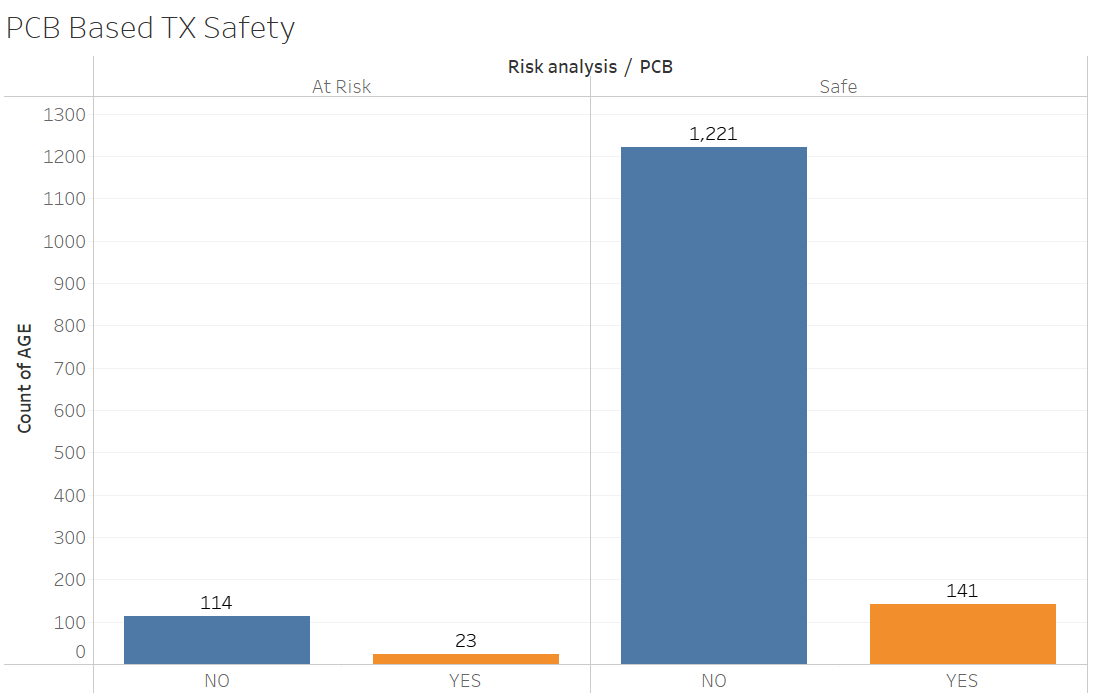 PCB Based TX Safety
Risk analysis / PCB
At Risk
Safe
Count of AGE
1300
1200
1100
1000
900
800
700
600
500
400
300
200
100
0
114
23
1,221
141
NO
YES
NO
YES